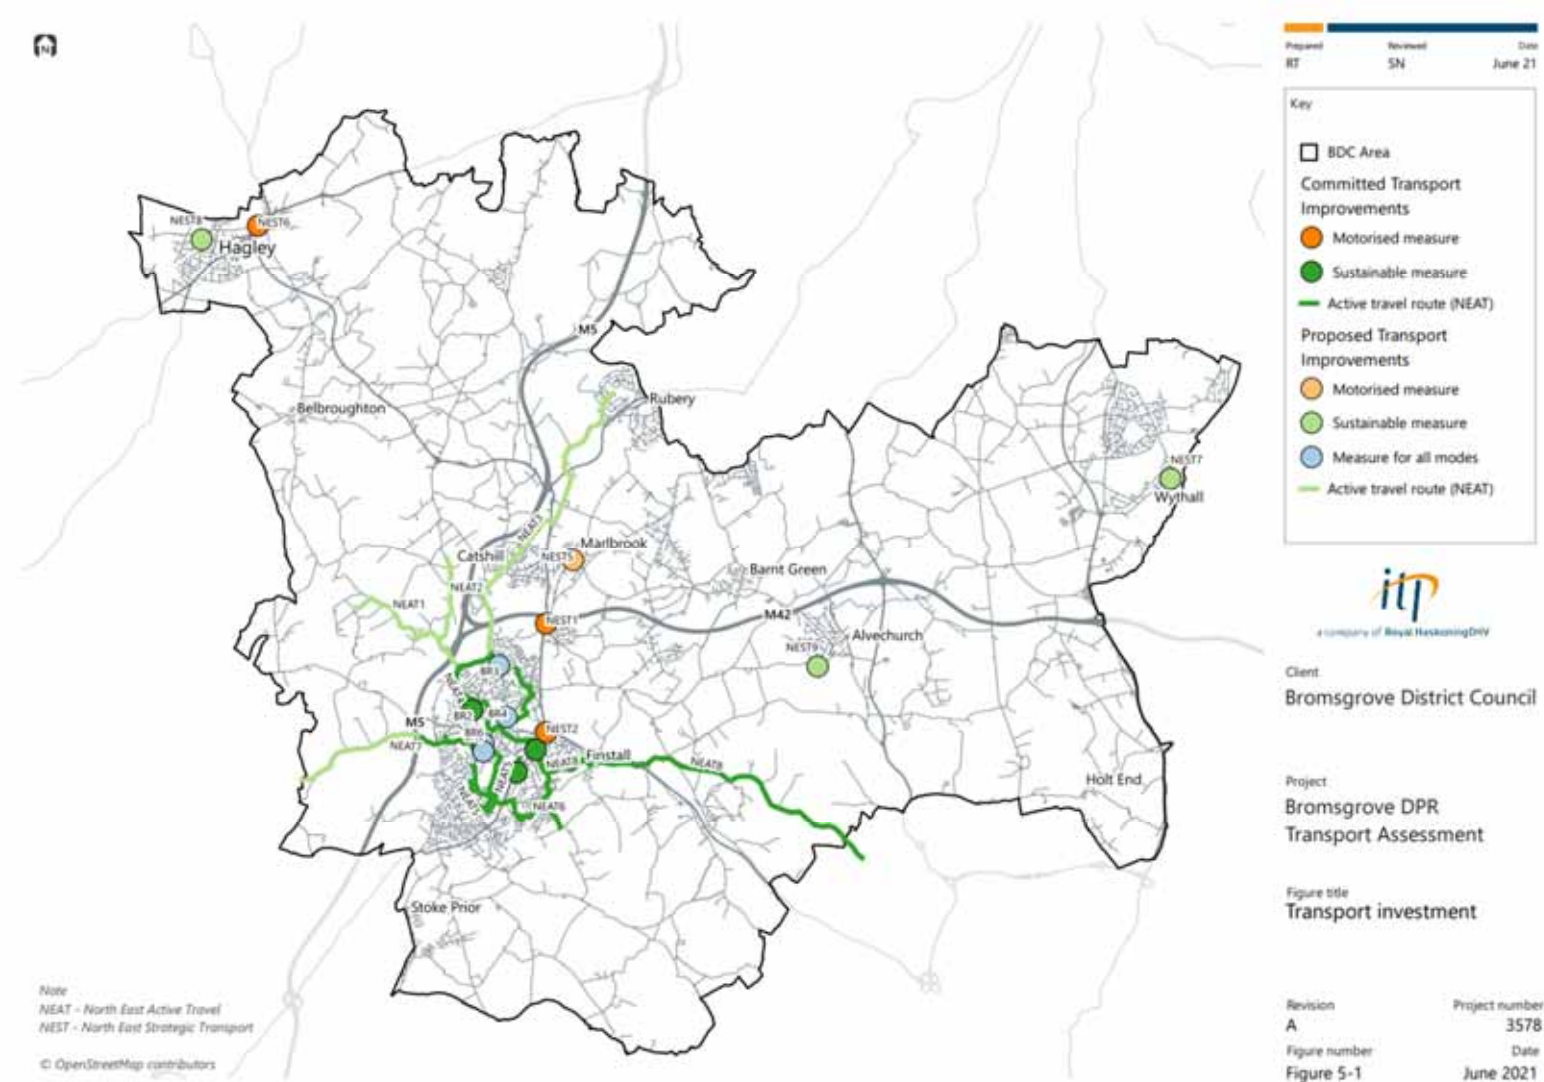 N
Prepared
Reviewed
Date
RT
SN
June 21
Key
BDC Area
Committed Transport
Improvements
Motorised measure
Sustainable measure
Active travel route (NEAT)
Proposed Transport
Improvements
Motorised measure
Sustainable measure
Measure for all modes
Active travel route (NEAT)
itp
a company of Royal HaskoningDHV
Client
Bromsgrove District Council
Project
Bromsgrove DPR
Transport Assessment
Figure title
Transport investment
Revision
Project number
A
3578
Figure number
Date
Figure 5-1
June 2021
NEST8
NEST6
Hagley
M5
Belbroughton
Rubery
NEST7
Wythall
NEAT3
Catshill
NEST5
Marlbrook
Barnt Green
NEAT2
NEAT1
NEST1
M42
Alvechurch
NEST9
BR3
BR2
BR4
M5
BR6
NEST2
NEAT7
Finstall
NEAT8
NEAT8
NEAT5
NEAT6
Holt End
Stoke Prior
Note
NEAT - North East Active Travel
NEST - North East Strategic Transport
© OpenStreetMap contributors